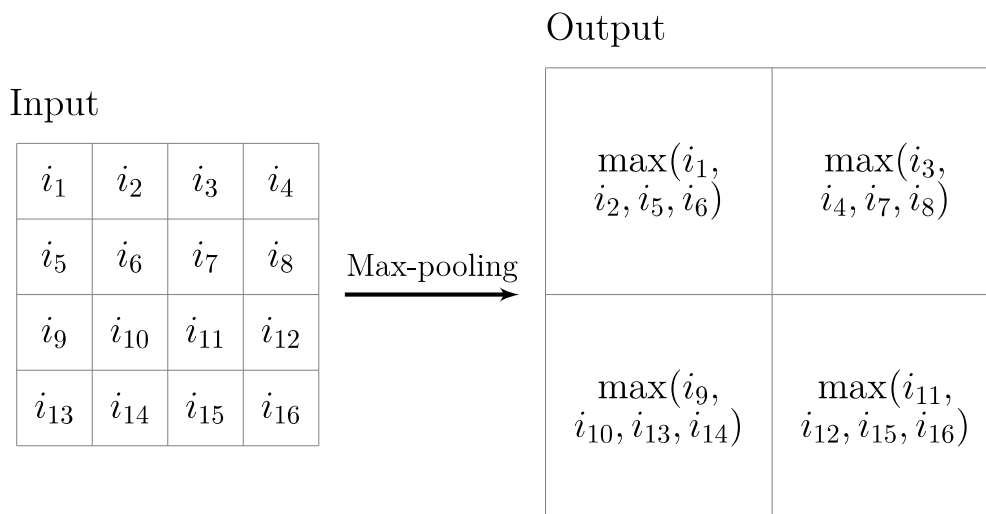 Output
Input
i₁ i₂ i₃ i₄
i₅ i₆ i₇ i₈
i₉ i₁₀ i₁₁ i₁₂
i₁₃ i₁₄ i₁₅ i₁₆
Max-pooling
max(i₁,
i₂, i₅, i₆)
max(i₃,
i₄, i₇, i₈)
max(i₉,
i₁₀, i₁₃, i₁₄)
max(i₁₁,
i₁₂, i₁₅, i₁₆)